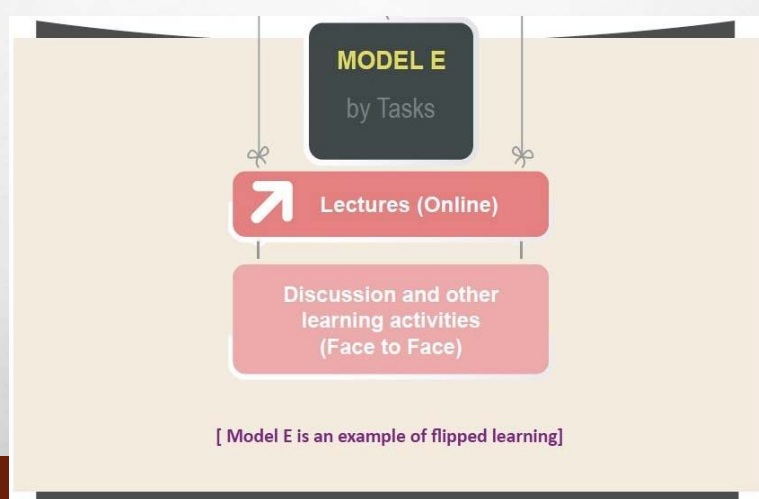 MODEL E
by Tasks
Lectures (Online)
Discussion and other
learning activities
(Face to Face)
[ Model E is an example of flipped learning]